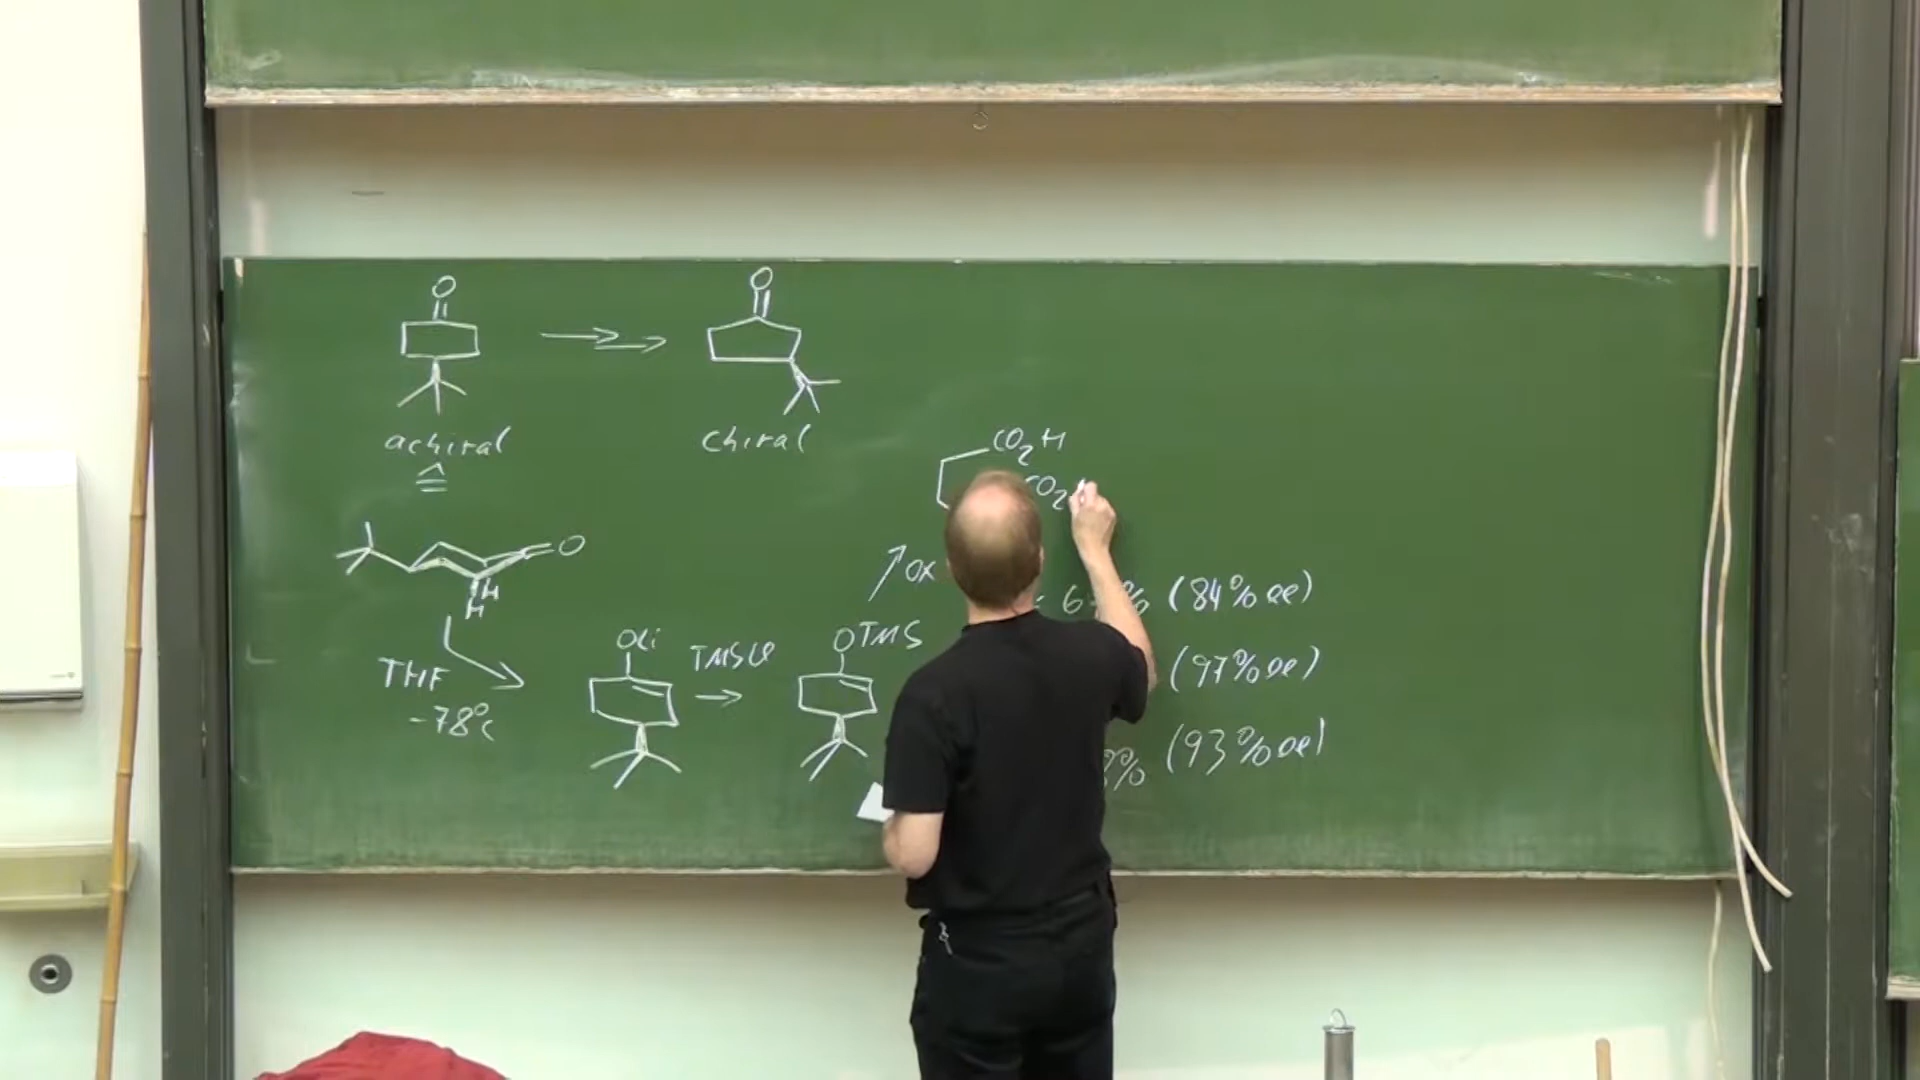 O
O
achiral
chiral
CO2H
CO2
O
H
H
Ox
(84% ee)
OLi
TMSCl
OTMS
THF
-78°C
(97% ee)
% (93% ee)